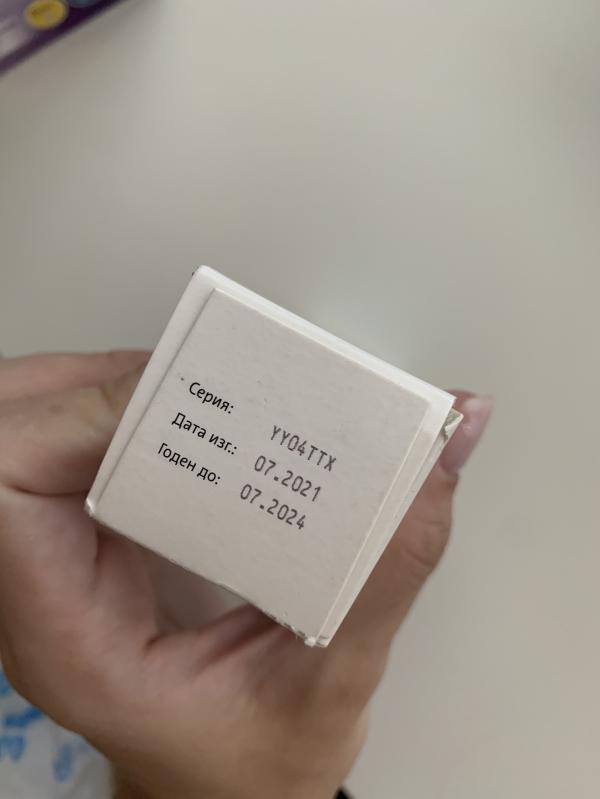 Серия: YY04TTX
Дата изг.: 07.2021
Годен до: 07.2024